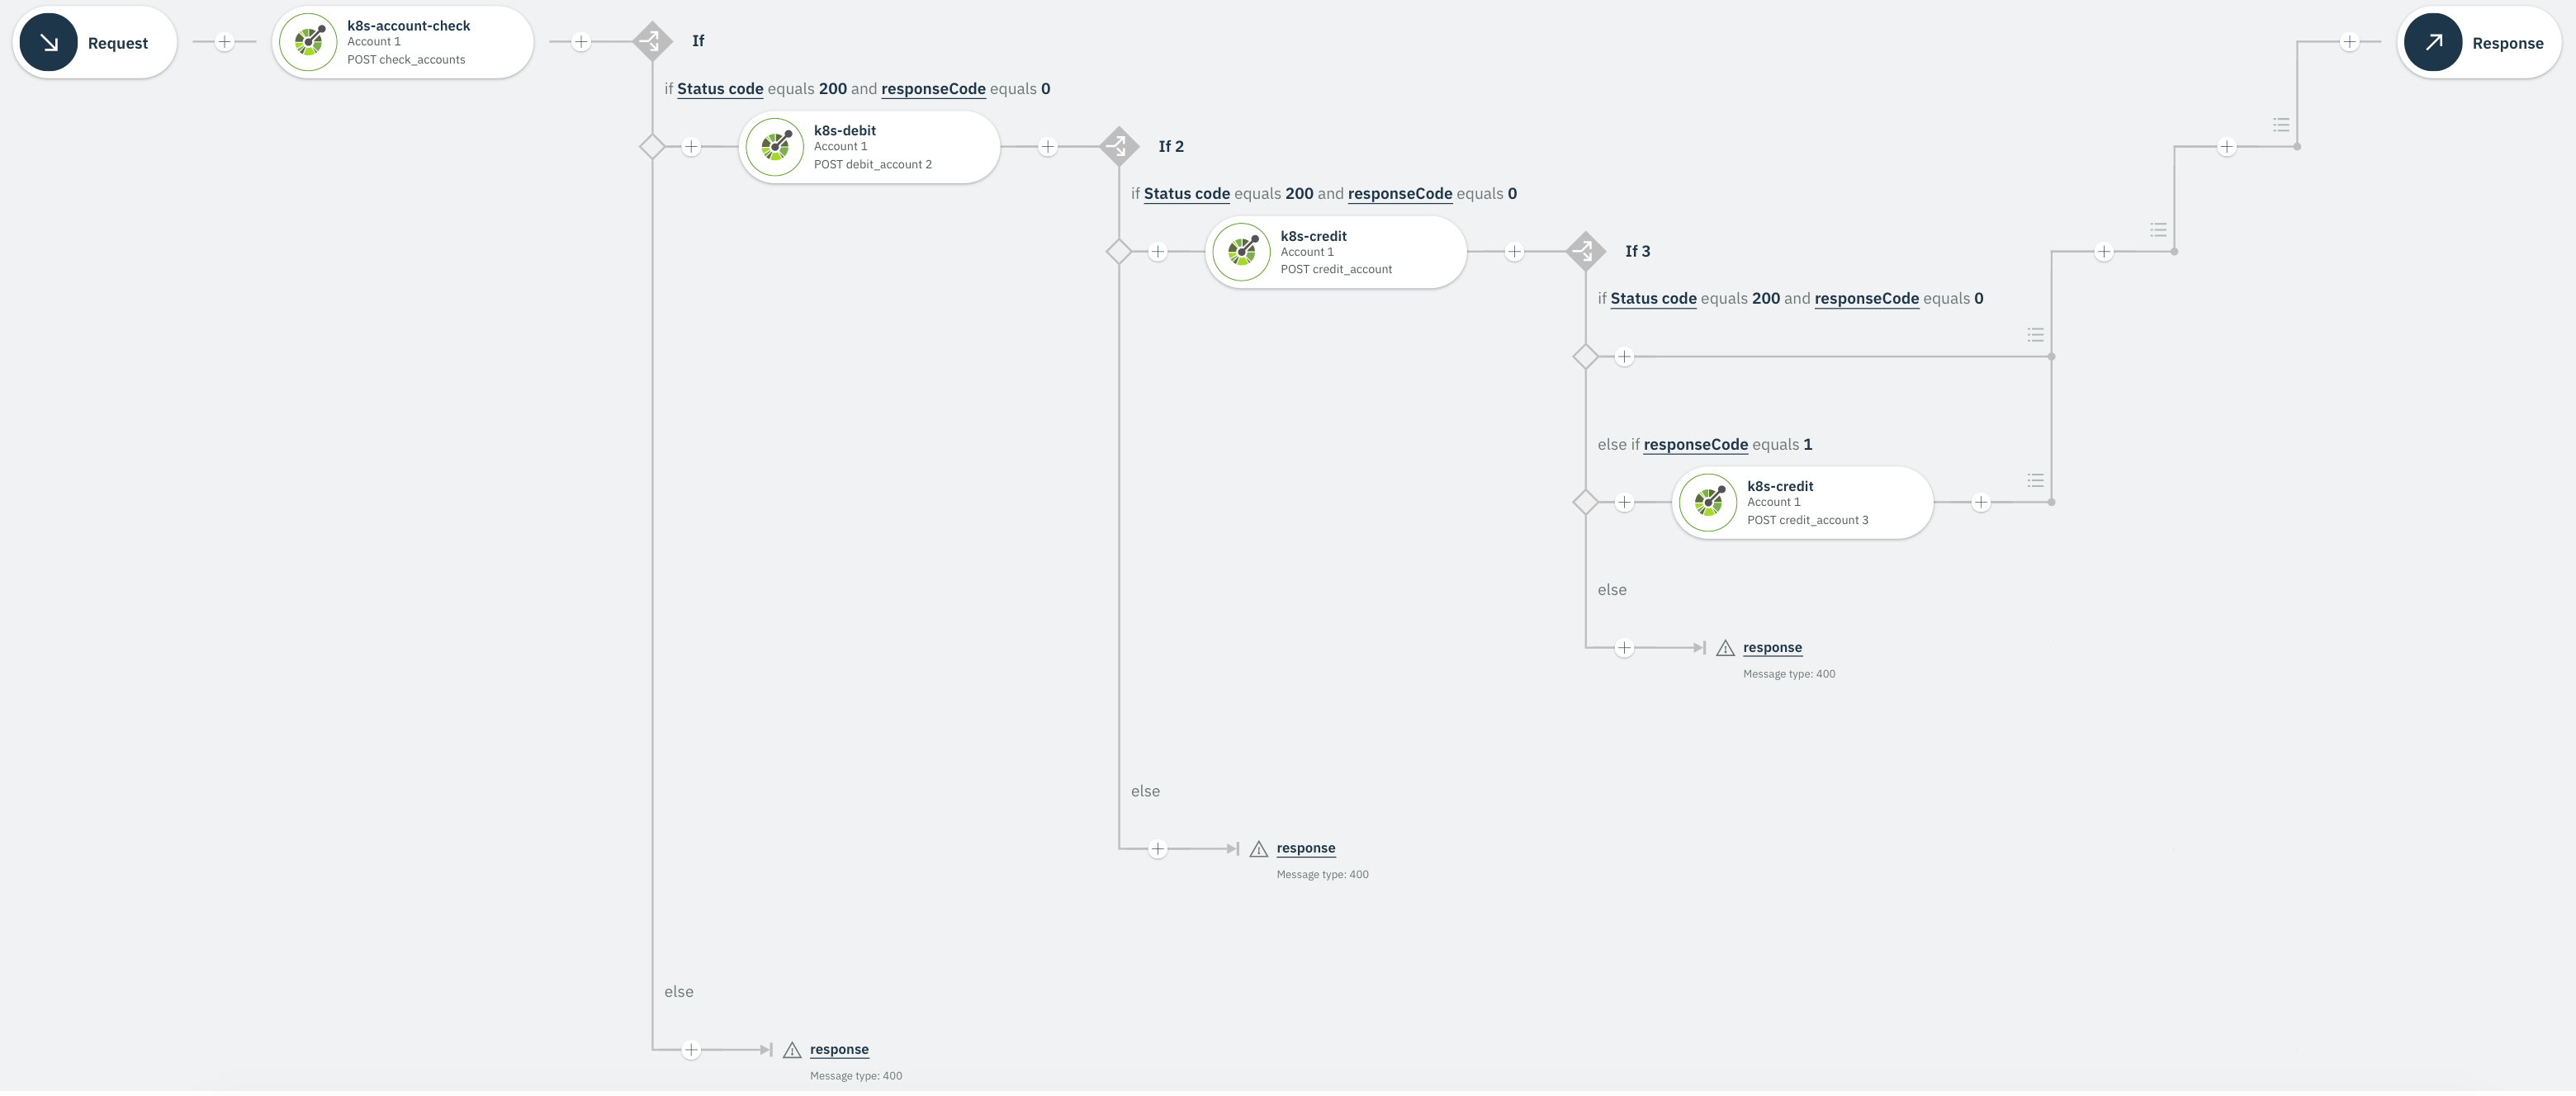 Request
k8s-account-check
Account 1
POST check_accounts
If
Response
if Status code equals 200 and responseCode equals 0
k8s-debit
Account 1
POST debit_account 2
If 2
if Status code equals 200 and responseCode equals 0
k8s-credit
Account 1
POST credit_account
If 3
if Status code equals 200 and responseCode equals 0
else if responseCode equals 1
k8s-credit
Account 1
POST credit_account 3
else
response
Message type: 400
else
response
Message type: 400
else
response
Message type: 400